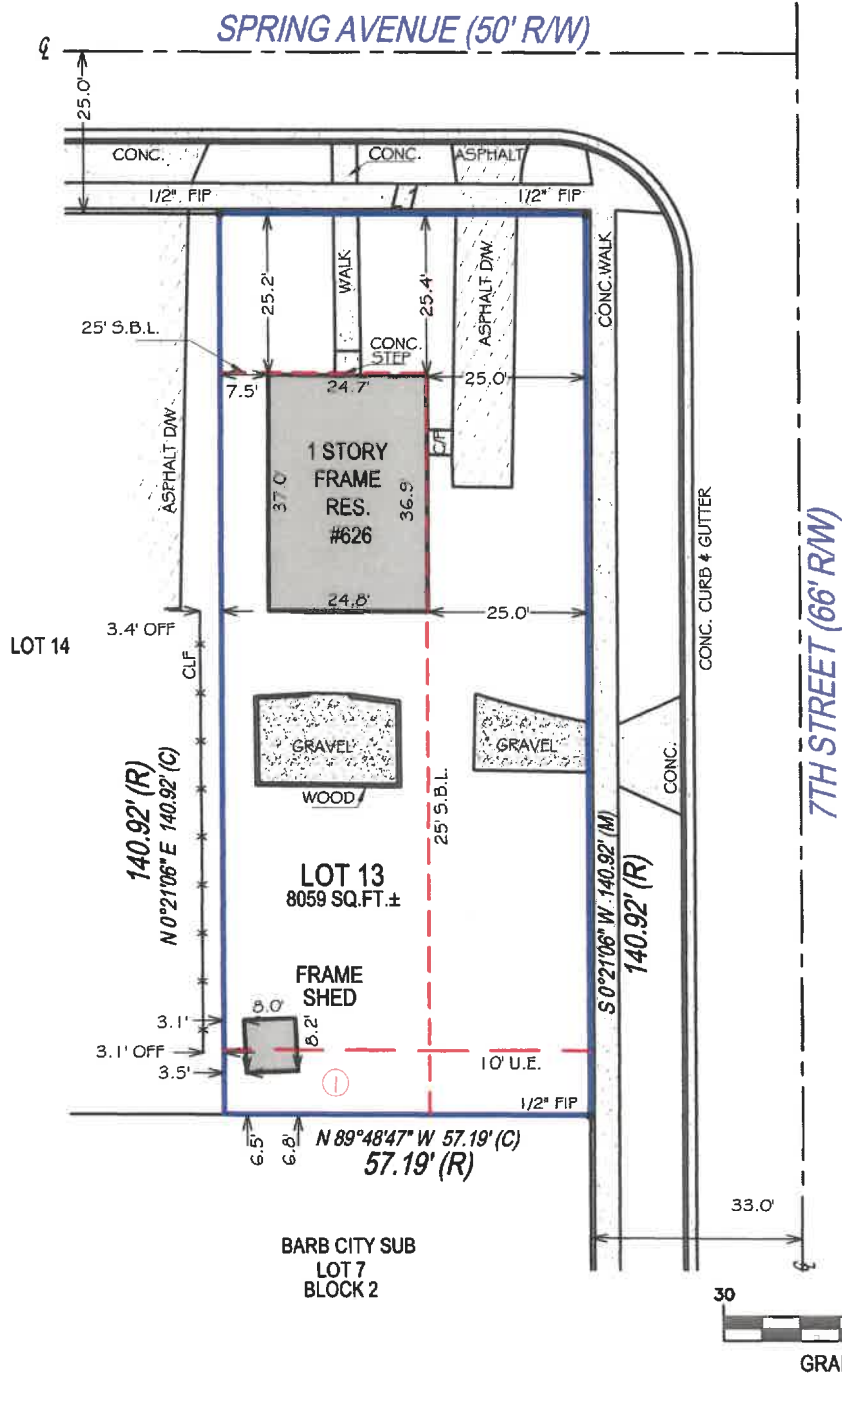 SPRING AVENUE (50' R/W)
25.0'
CONC.
CONC.
ASPHALT
1/2" FIP
L1
1/2" FIP
25.2'
WALK
25.4'
ASPHALT D/W
CONC.WALK
25' S.B.L.
CONC.
STEP
7.5'
24.7'
25.0'
ASPHALT D/W
1 STORY
FRAME
RES.
#626
37.0'
36.9'
C/F
24.8'
25.0'
CONC. CURB & GUTTER
7TH STREET (66' R/W)
3.4' OFF
LOT 14
CLF
GRAVEL
GRAVEL
WOOD
CONC.
25' S.B.L.
140.92' (R)
N 0°21'06" E 140.92' (C)
LOT 13
8059 SQ.FT.±
S 0°21'06" W 140.92' (M)
140.92' (R)
FRAME
SHED
8.0'
8.2'
3.1'
3.1' OFF
3.5'
10' U.E.
1
1/2" FIP
6.5'
6.8'
N 89°48'47" W 57.19' (C)
57.19' (R)
33.0'
BARB CITY SUB
LOT 7
BLOCK 2
30